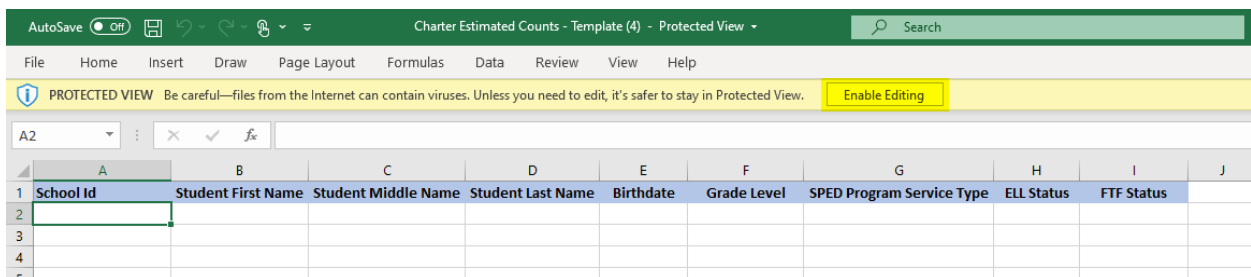 AutoSave Off Charter Estimated Counts - Template (4) - Protected View Search
File Home Insert Draw Page Layout Formulas Data Review View Help
PROTECTED VIEW Be careful—files from the Internet can contain viruses. Unless you need to edit, it's safer to stay in Protected View. Enable Editing
A2 fx
A B C D E F G H I J
1 School Id Student First Name Student Middle Name Student Last Name Birthdate Grade Level SPED Program Service Type ELL Status FTF Status
2
3
4